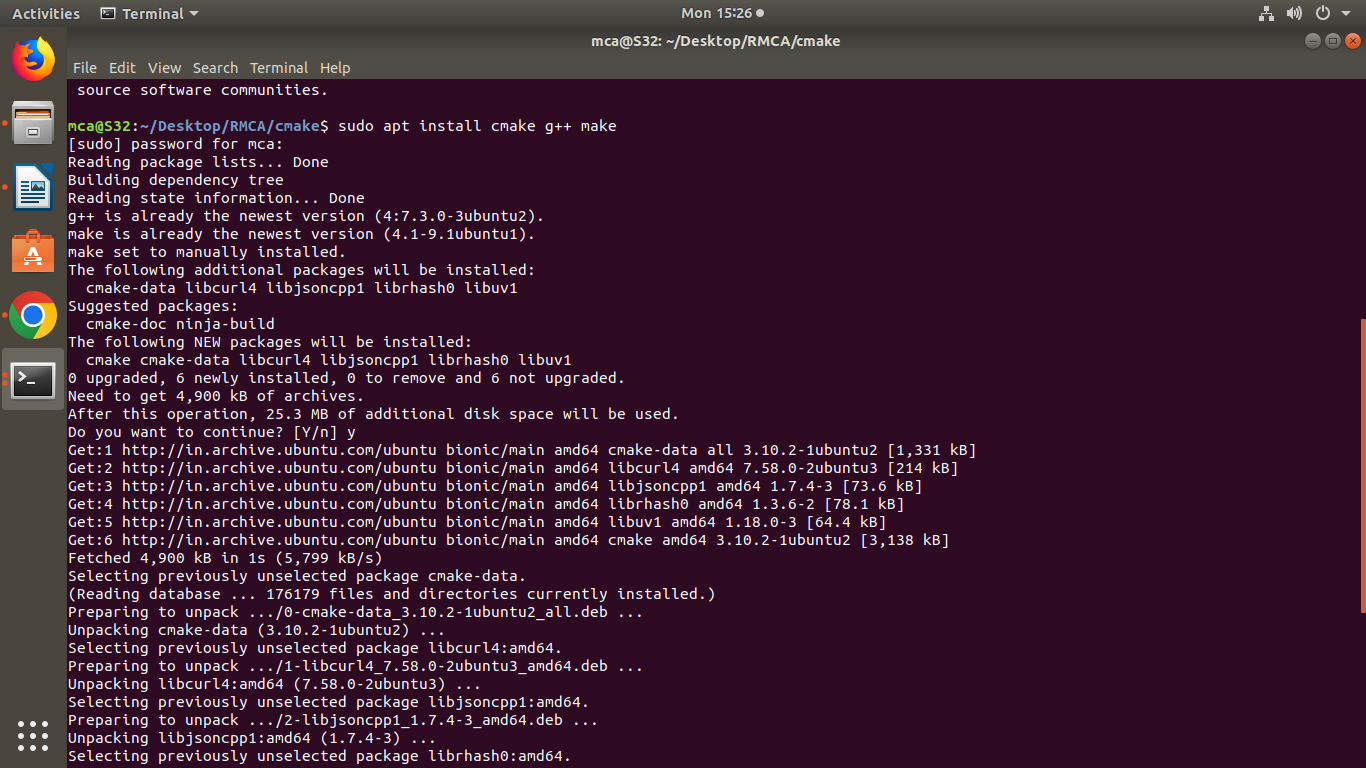 Activities Terminal Mon 15:26
mca@S32: ~/Desktop/RMCA/cmake
File Edit View Search Terminal Help
source software communities.
mca@S32:~/Desktop/RMCA/cmake$ sudo apt install cmake g++ make
[sudo] password for mca:
Reading package lists... Done
Building dependency tree
Reading state information... Done
g++ is already the newest version (4:7.3.0-3ubuntu2).
make is already the newest version (4.1-9.1ubuntu1).
make set to manually installed.
The following additional packages will be installed:
cmake-data libcurl4 libjsoncpp1 librhash0 libuv1
Suggested packages:
cmake-doc ninja-build
The following NEW packages will be installed:
cmake cmake-data libcurl4 libjsoncpp1 librhash0 libuv1
0 upgraded, 6 newly installed, 0 to remove and 6 not upgraded.
Need to get 4,900 kB of archives.
After this operation, 25.3 MB of additional disk space will be used.
Do you want to continue? [Y/n] y
Get:1 http://in.archive.ubuntu.com/ubuntu bionic/main amd64 cmake-data all 3.10.2-1ubuntu2 [1,331 kB]
Get:2 http://in.archive.ubuntu.com/ubuntu bionic/main amd64 libcurl4 amd64 7.58.0-2ubuntu3 [214 kB]
Get:3 http://in.archive.ubuntu.com/ubuntu bionic/main amd64 libjsoncpp1 amd64 1.7.4-3 [73.6 kB]
Get:4 http://in.archive.ubuntu.com/ubuntu bionic/main amd64 librhash0 amd64 1.3.6-2 [78.1 kB]
Get:5 http://in.archive.ubuntu.com/ubuntu bionic/main amd64 libuv1 amd64 1.18.0-3 [64.4 kB]
Get:6 http://in.archive.ubuntu.com/ubuntu bionic/main amd64 cmake amd64 3.10.2-1ubuntu2 [3,138 kB]
Fetched 4,900 kB in 1s (5,799 kB/s)
Selecting previously unselected package cmake-data.
(Reading database ... 176179 files and directories currently installed.)
Preparing to unpack .../0-cmake-data_3.10.2-1ubuntu2_all.deb ...
Unpacking cmake-data (3.10.2-1ubuntu2) ...
Selecting previously unselected package libcurl4:amd64.
Preparing to unpack .../1-libcurl4_7.58.0-2ubuntu3_amd64.deb ...
Unpacking libcurl4:amd64 (7.58.0-2ubuntu3) ...
Selecting previously unselected package libjsoncpp1:amd64.
Preparing to unpack .../2-libjsoncpp1_1.7.4-3_amd64.deb ...
Unpacking libjsoncpp1:amd64 (1.7.4-3) ...
Selecting previously unselected package librhash0:amd64.